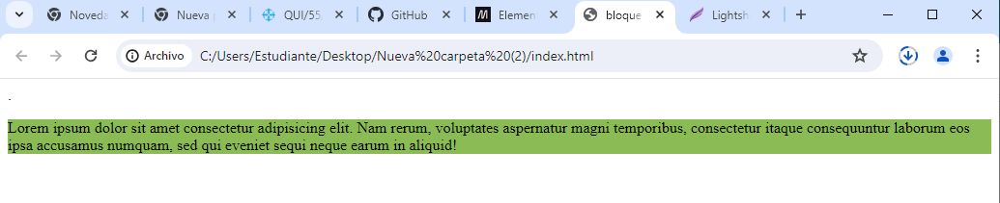 Noveda
Nueva p
QUI/55
GitHub
Elemen
bloque
Lightsh
Archivo
C:/Users/Estudiante/Desktop/Nueva%20carpeta%20(2)/index.html
.
Lorem ipsum dolor sit amet consectetur adipisicing elit. Nam rerum, voluptates aspernatur magni temporibus, consectetur itaque consequuntur laborum eos
ipsa accusamus numquam, sed qui eveniet sequi neque earum in aliquid!